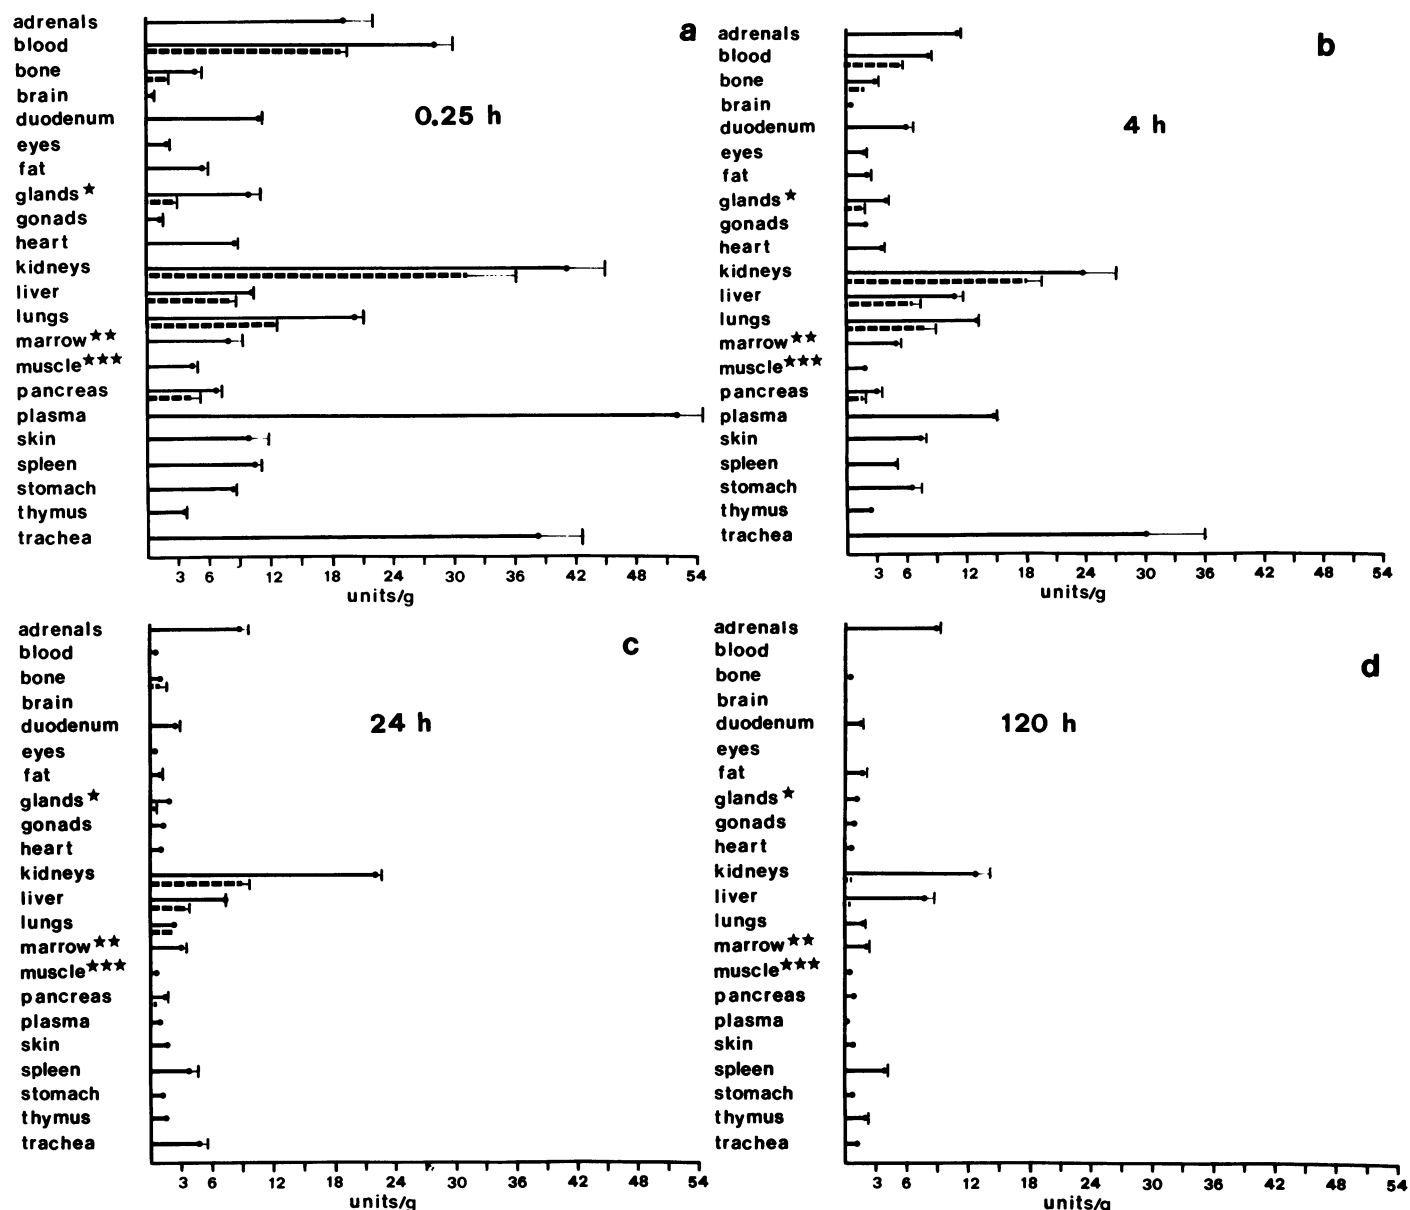 a
0.25 h
adrenals
blood
bone
brain
duodenum
eyes
fat
glands★
gonads
heart
kidneys
liver
lungs
marrow★★
muscle★★★
pancreas
plasma
skin
spleen
stomach
thymus
trachea
3 6 12 18 24 30 36 42 48 54
units/g
b
4 h
adrenals
blood
bone
brain
duodenum
eyes
fat
glands★
gonads
heart
kidneys
liver
lungs
marrow★★
muscle★★★
pancreas
plasma
skin
spleen
stomach
thymus
trachea
3 6 12 18 24 30 36 42 48 54
units/g
c
24 h
adrenals
blood
bone
brain
duodenum
eyes
fat
glands★
gonads
heart
kidneys
liver
lungs
marrow★★
muscle★★★
pancreas
plasma
skin
spleen
stomach
thymus
trachea
3 6 12 18 24 30 36 42 48 54
units/g
d
120 h
adrenals
blood
bone
brain
duodenum
eyes
fat
glands★
gonads
heart
kidneys
liver
lungs
marrow★★
muscle★★★
pancreas
plasma
skin
spleen
stomach
thymus
trachea
3 6 12 18 24 30 36 42 48 54
units/g